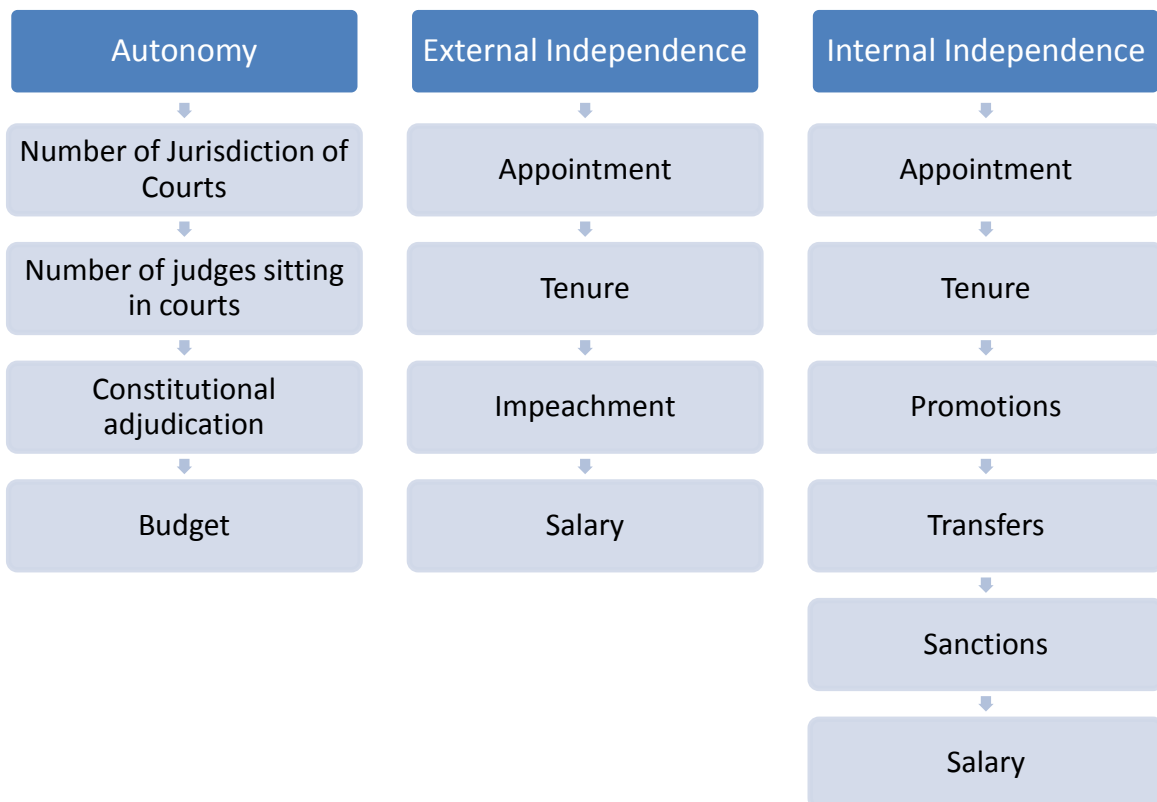 Autonomy
Number of Jurisdiction of
Courts
Number of judges sitting
in courts
Constitutional
adjudication
Budget
External Independence
Appointment
Tenure
Impeachment
Salary
Internal Independence
Appointment
Tenure
Promotions
Transfers
Sanctions
Salary